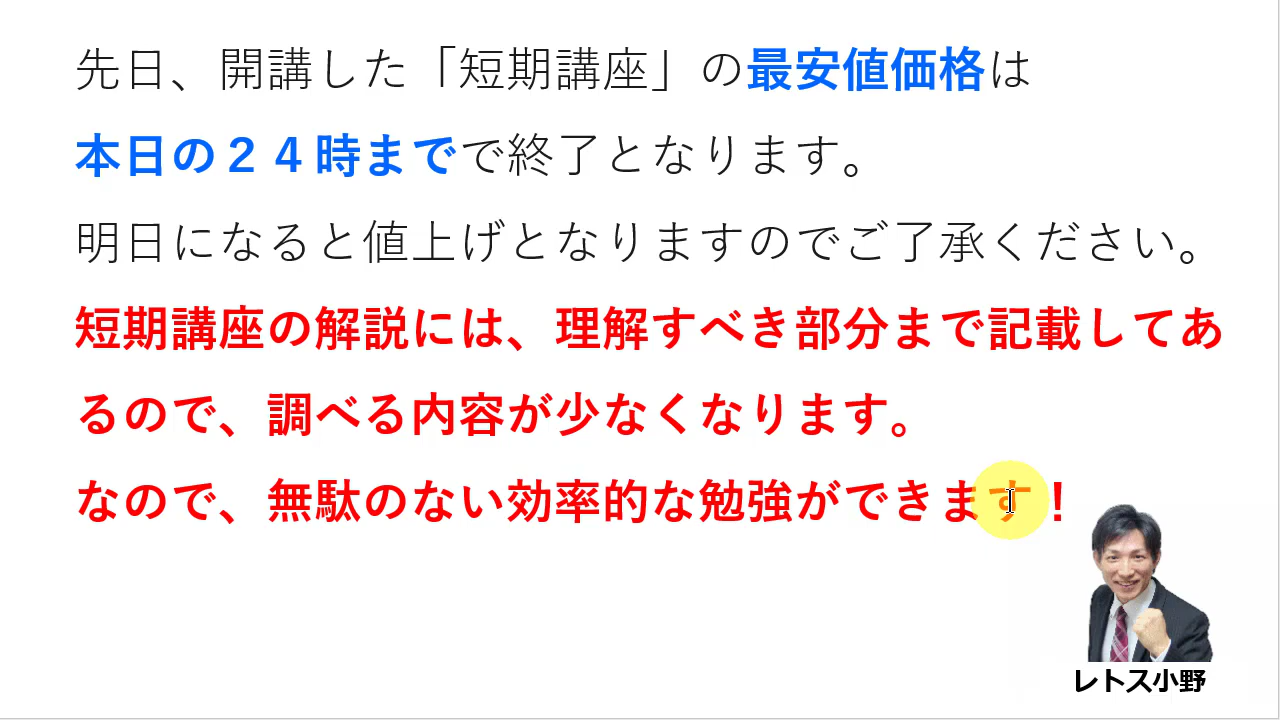 先日、開講した「短期講座」の最安値価格は
本日の２４時までで終了となります。
明日になると値上げとなりますのでご了承ください。
短期講座の解説には、理解すべき部分まで記載してあ
るので、調べる内容が少なくなります。
なので、無駄のない効率的な勉強ができます！
レトス小野